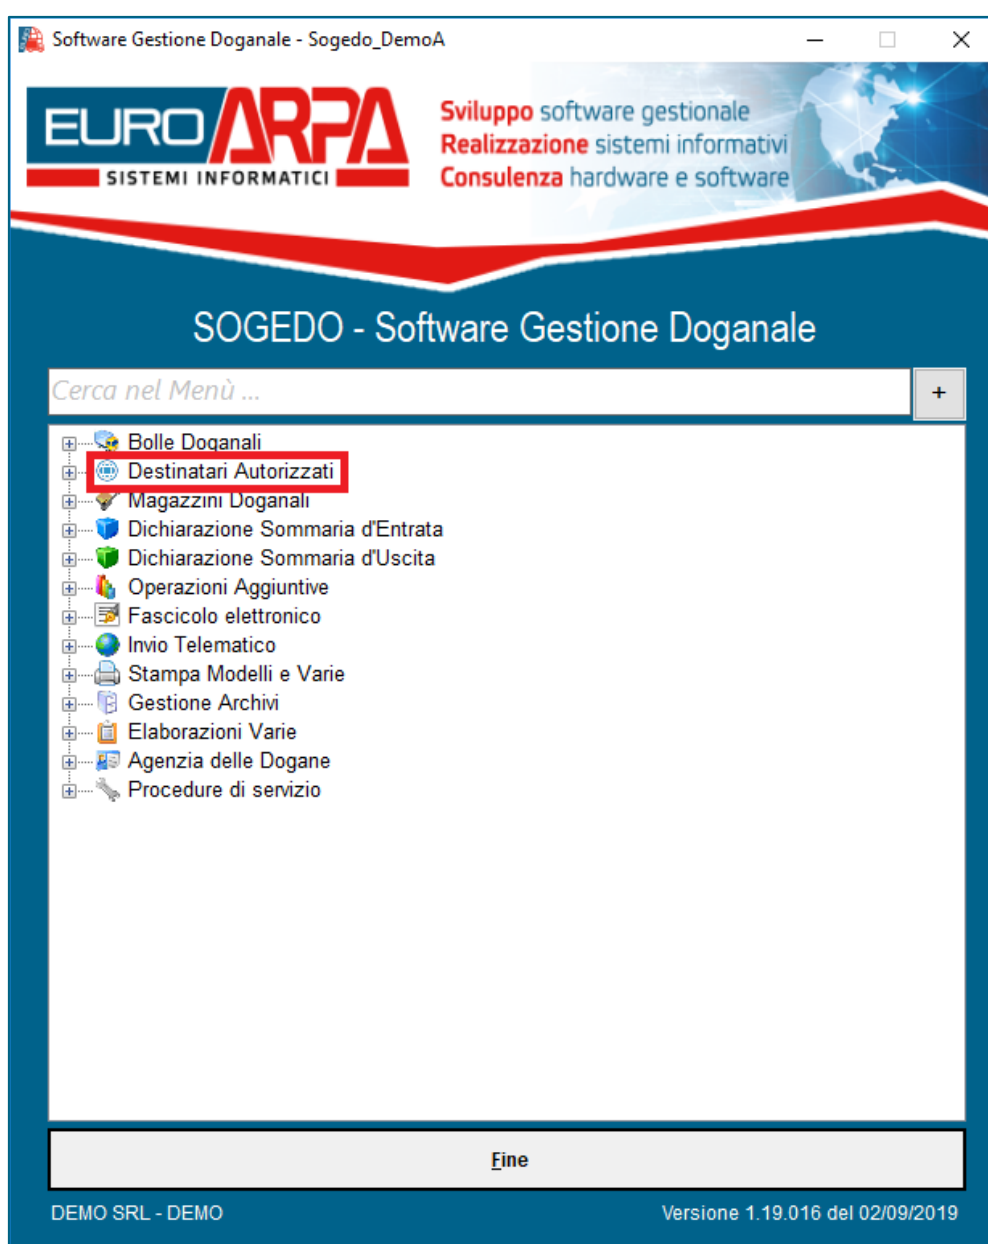 Software Gestione Doganale - Sogedo_DemoA
EURO ARPA
SISTEMI INFORMATICI
Sviluppo software gestionale
Realizzazione sistemi informativi
Consulenza hardware e software
SOGEDO - Software Gestione Doganale
Cerca nel Menù ...
+
Bolle Doganali
Destinatari Autorizzati
Magazzini Doganali
Dichiarazione Sommaria d'Entrata
Dichiarazione Sommaria d'Uscita
Operazioni Aggiuntive
Fascicolo elettronico
Invio Telematico
Stampa Modelli e Varie
Gestione Archivi
Elaborazioni Varie
Agenzia delle Dogane
Procedure di servizio
Fine
DEMO SRL - DEMO
Versione 1.19.016 del 02/09/2019